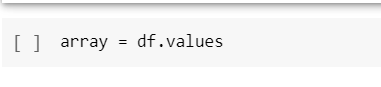 [ ] array = df.values